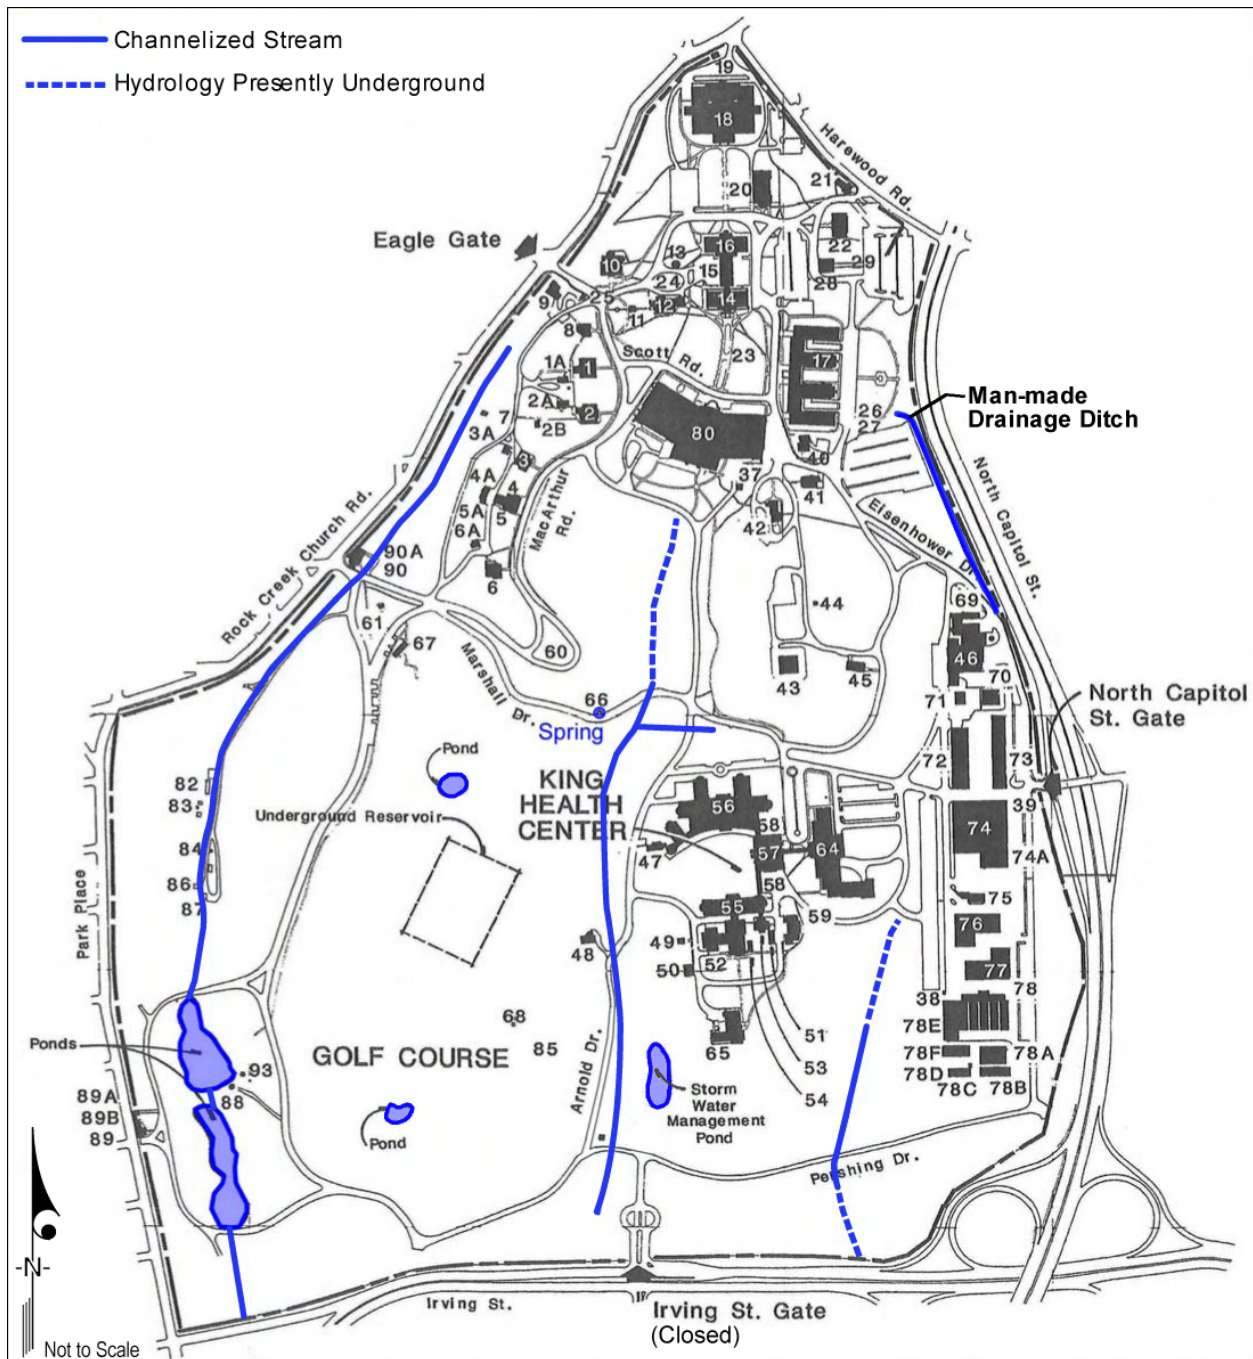 Channelized Stream
Hydrology Presently Underground
19
18
Harewood Rd.
20
21
Eagle Gate
22
16
13
10
15
29
24
28
25
9
14
12
11
8
Scott Rd.
23
17
1A
1
Man-made
Drainage Ditch
2A
2
26
27
7
2B
3A
80
40
3
37
4A
4
41
North Capitol St.
5A
5
MacArthur
Rd.
Eisenhower Dr.
42
6A
Rock Creek Church Rd.
90A
90
6
44
69
61
67
60
46
Marshall Dr.
43
45
70
66
Spring
71
North Capitol
St. Gate
Pond
KING
HEALTH
CENTER
72
73
82
83
56
39
Underground Reservoir
58
74
84
47
57
64
74A
86
58
87
75
Park Place
55
59
76
49
48
52
50
77
38
78
68
78E
51
Ponds
85
65
GOLF COURSE
78F
78A
93
53
78D
89A
88
Arnold Dr.
Storm
Water
Management
Pond
78C
78B
89B
54
89
Pond
Pershing Dr.
-N-
Irving St.
Irving St. Gate
(Closed)
Not to Scale